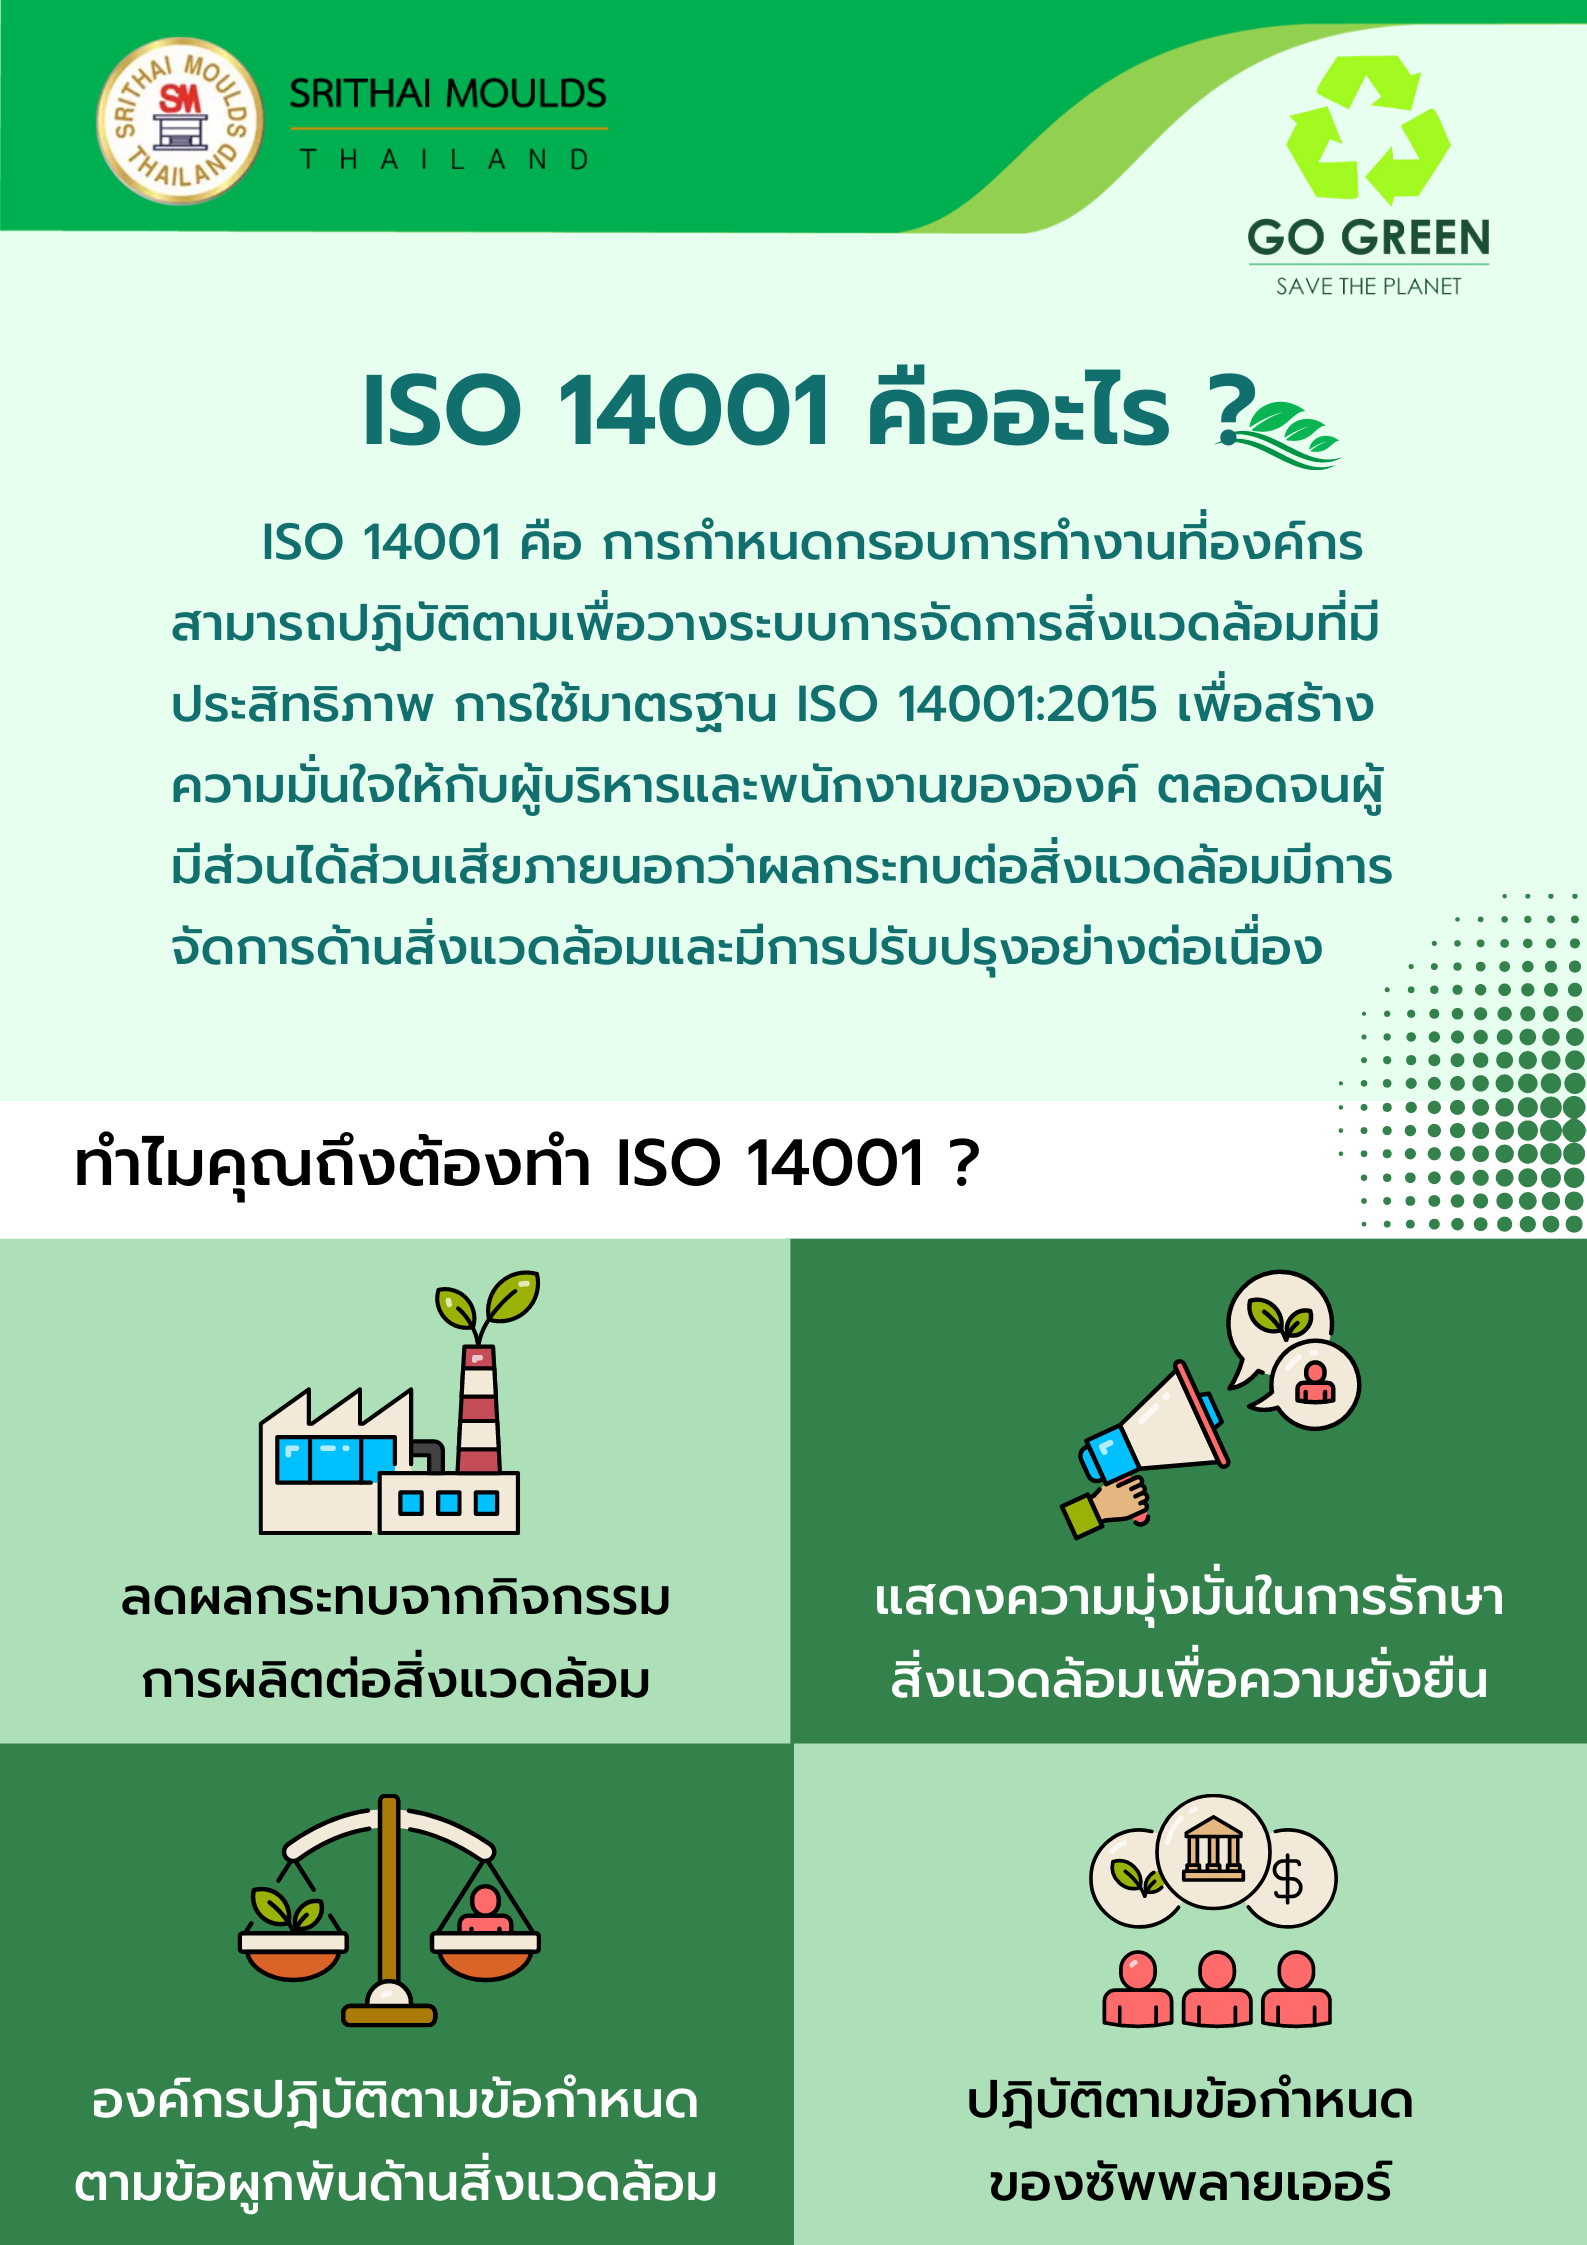 SRITHAI MOULDS
SM
THAILAND
SRITHAI MOULDS
THAILAND
GO GREEN
SAVE THE PLANET
ISO 14001 คืออะไร ?
ISO 14001 คือ การกำหนดกรอบการทำงานที่องค์กร
สามารถปฏิบัติตามเพื่อวางระบบการจัดการสิ่งแวดล้อมที่มี
ประสิทธิภาพ การใช้มาตรฐาน ISO 14001:2015 เพื่อสร้าง
ความมั่นใจให้กับผู้บริหารและพนักงานขององค์ ตลอดจนผู้
มีส่วนได้ส่วนเสียภายนอกว่าผลกระทบต่อสิ่งแวดล้อมมีการ
จัดการด้านสิ่งแวดล้อมและมีการปรับปรุงอย่างต่อเนื่อง
ทำไมคุณถึงต้องทำ ISO 14001 ?
ลดผลกระทบจากกิจกรรม
การผลิตต่อสิ่งแวดล้อม
แสดงความมุ่งมั่นในการรักษา
สิ่งแวดล้อมเพื่อความยั่งยืน
$
องค์กรปฎิบัติตามข้อกำหนด
ตามข้อผูกพันด้านสิ่งแวดล้อม
ปฎิบัติตามข้อกำหนด
ของซัพพลายเออร์